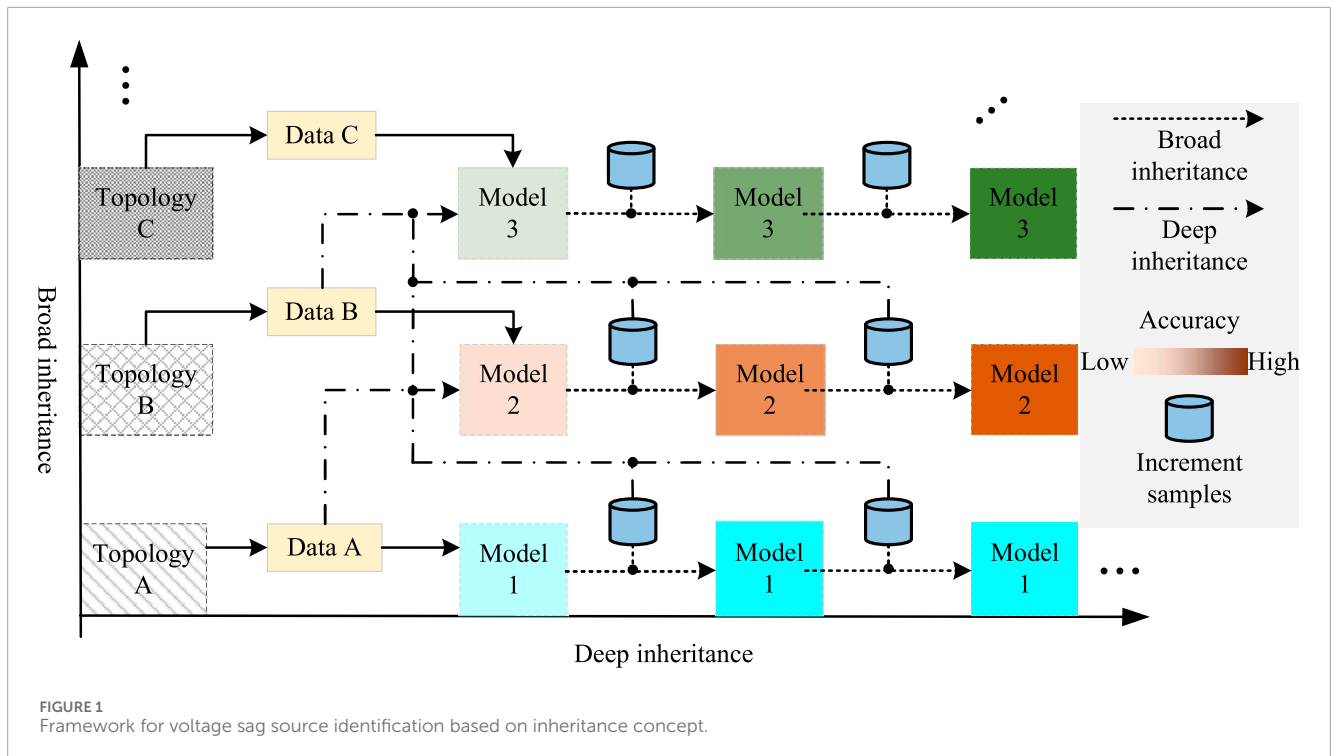 Data C
Topology
C
Model
3
Model
3
Model
3
Data B
Topology
B
Model
2
Model
2
Model
2
Data A
Topology
A
Model
1
Model
1
Model
1
Broad inheritance
Deep inheritance
Broad
inheritance
Deep
inheritance
Accuracy
Low High
Increment
samples
FIGURE 1
Framework for voltage sag source identification based on inheritance concept.